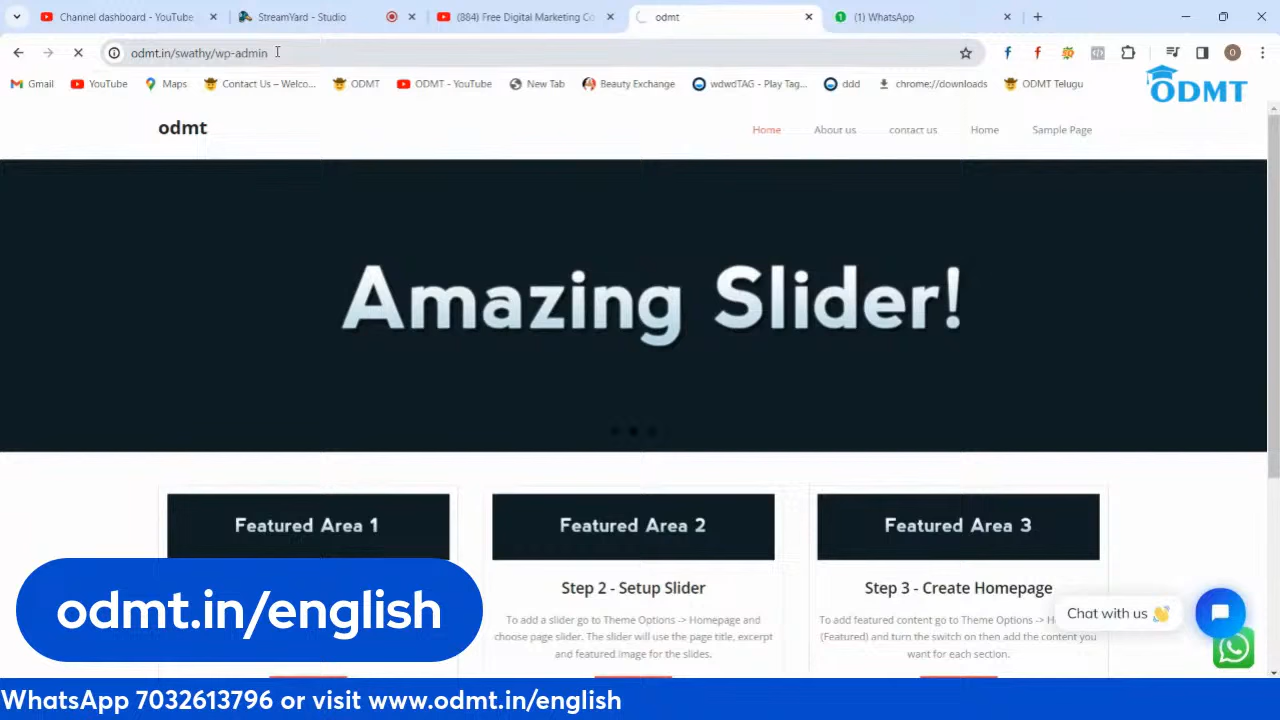 Channel dashboard - YouTube
StreamYard - Studio
(884) Free Digital Marketing Co
odmt
(1) WhatsApp
odmt.in/swathy/wp-admin
Gmail
YouTube
Maps
Contact Us – Welco...
ODMT
ODMT - YouTube
New Tab
Beauty Exchange
wdwdTAG - Play Tag...
ddd
chrome://downloads
ODMT Telugu
ODMT
odmt
Home
About us
contact us
Home
Sample Page
Amazing Slider!
Featured Area 1
Featured Area 2
Featured Area 3
Step 2 - Setup Slider
Step 3 - Create Homepage
To add a slider go to Theme Options -> Homepage and
choose page slider. The slider will use the page title, excerpt
and featured image for the slides.
To add featured content go to Theme Options -> H
(Featured) and turn the switch on then add the content you
want for each section.
Chat with us 👋
odmt.in/english
WhatsApp 7032613796 or visit www.odmt.in/english